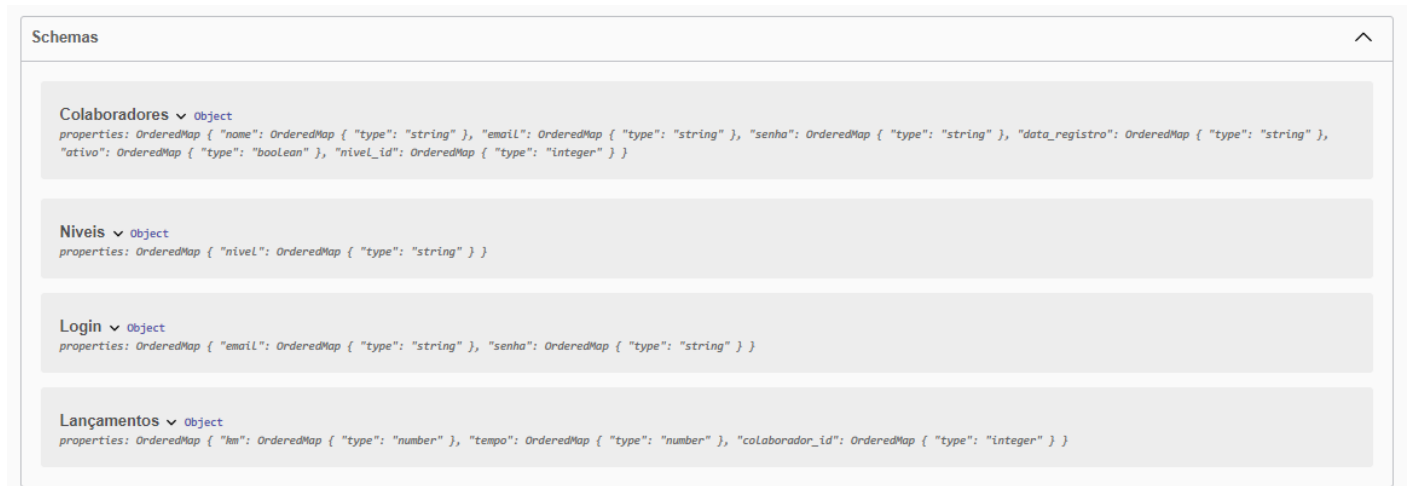 Schemas
Colaboradores Object
properties: OrderedMap { "nome": OrderedMap { "type": "string" }, "email": OrderedMap { "type": "string" }, "senha": OrderedMap { "type": "string" }, "data_registro": OrderedMap { "type": "string" },
"ativo": OrderedMap { "type": "boolean" }, "nivel_id": OrderedMap { "type": "integer" } }
Niveis Object
properties: OrderedMap { "nivel": OrderedMap { "type": "string" } }
Login Object
properties: OrderedMap { "email": OrderedMap { "type": "string" }, "senha": OrderedMap { "type": "string" } }
Lançamentos Object
properties: OrderedMap { "km": OrderedMap { "type": "number" }, "tempo": OrderedMap { "type": "number" }, "colaborador_id": OrderedMap { "type": "integer" } }